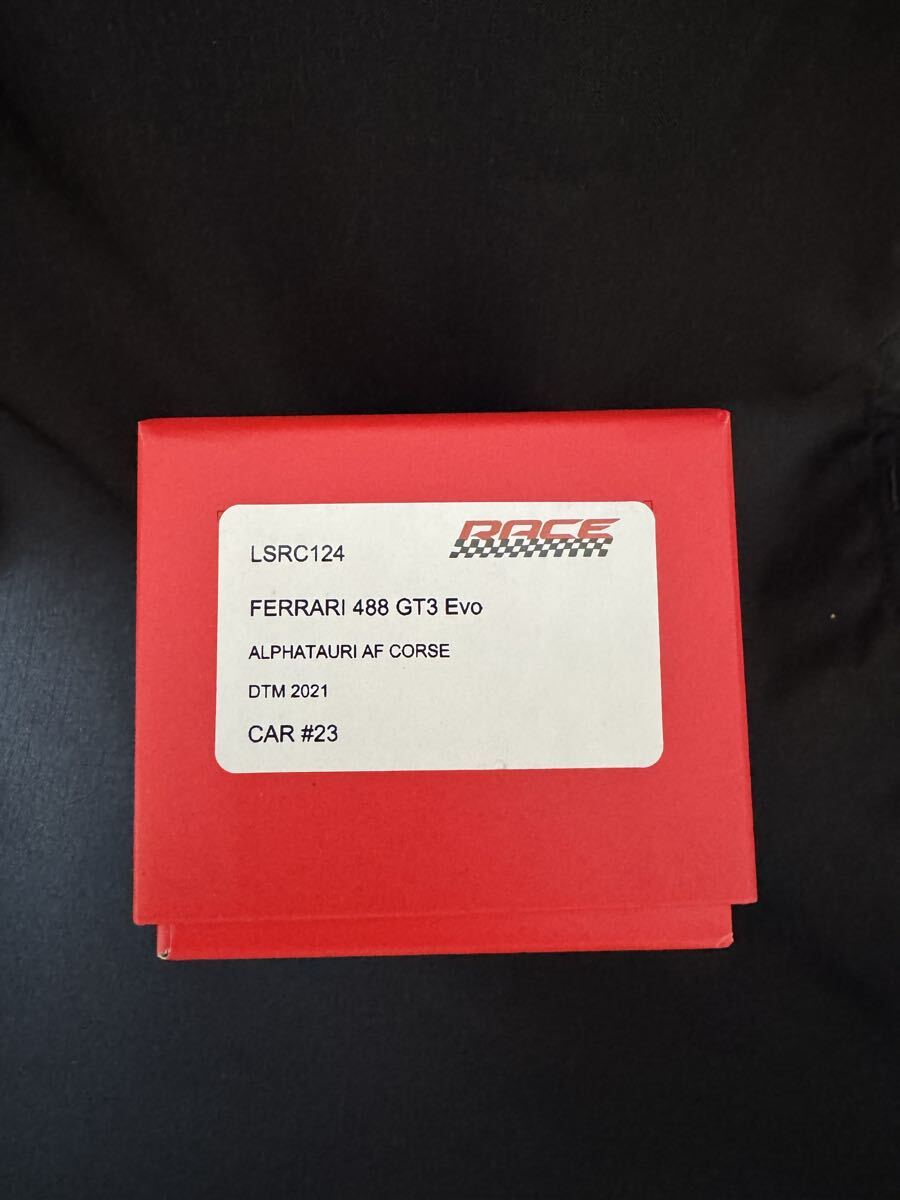 RACE
LSRC124
FERRARI 488 GT3 Evo
ALPHATAURI AF CORSE
DTM 2021
CAR #23